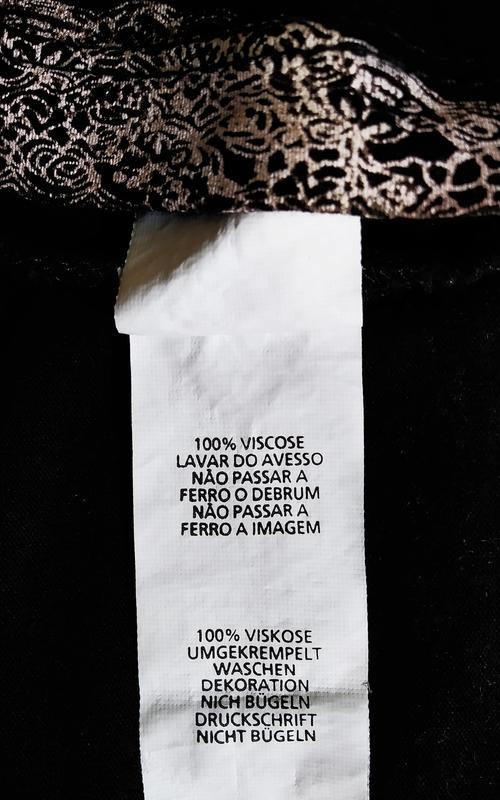 100% VISCOSE
LAVAR DO AVESSO
NÃO PASSAR A
FERRO O DEBRUM
NÃO PASSAR A
FERRO A IMAGEM
100% VISKOSE
UMGEKREMPELT
WASCHEN
DEKORATION
NICH BÜGELN
DRUCKSCHRIFT
NICHT BÜGELN